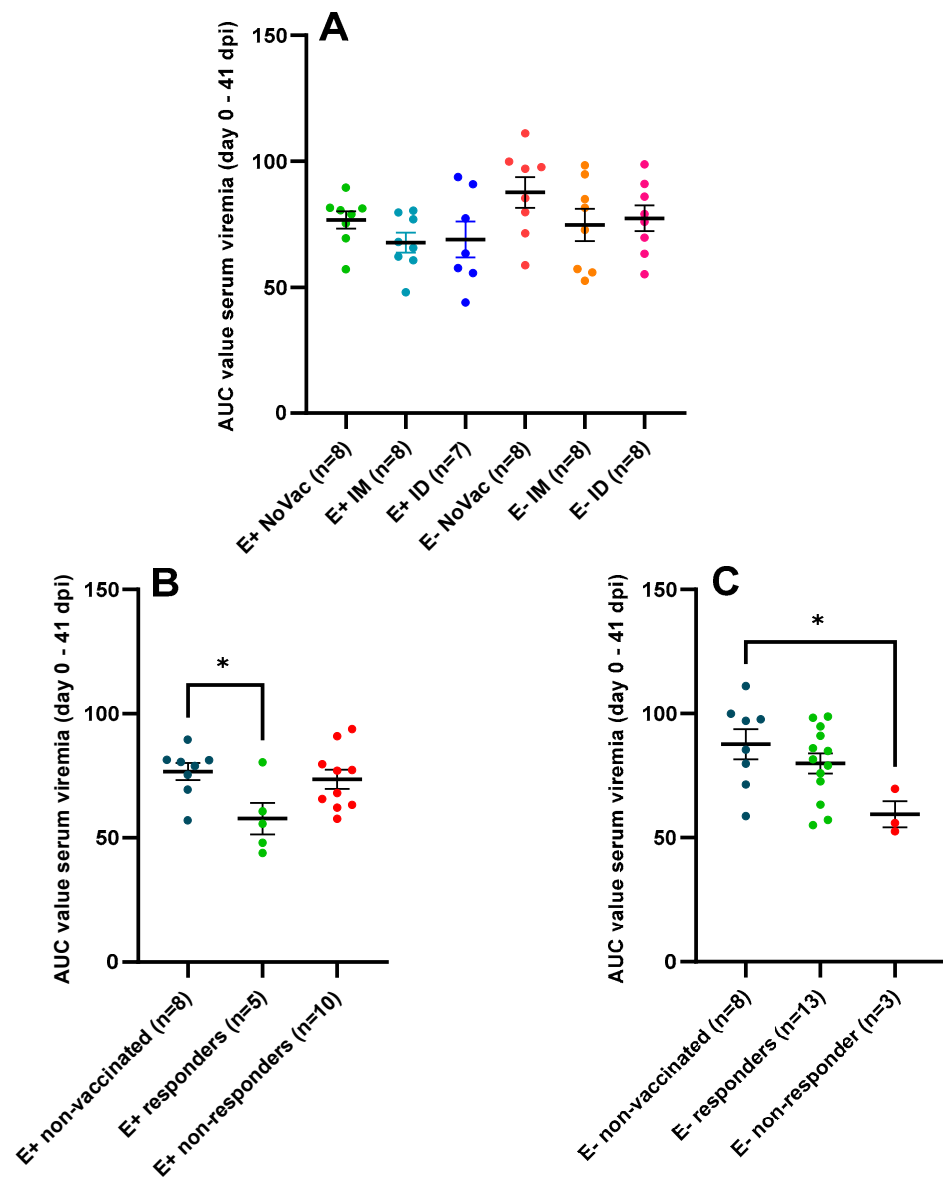 A
AUC value serum viremia (day 0 - 41 dpi)
150
100
50
0
E+ NoVac (n=8)
E+ IM (n=8)
E+ ID (n=7)
E- NoVac (n=8)
E- IM (n=8)
E- ID (n=8)
B
AUC value serum viremia (day 0 - 41 dpi)
150
100
50
0
*
E+ non-vaccinated (n=8)
E+ responders (n=5)
E+ non-responders (n=10)
C
AUC value serum viremia (day 0 - 41 dpi)
150
100
50
0
*
E- non-vaccinated (n=8)
E- responders (n=13)
E- non-responder (n=3)